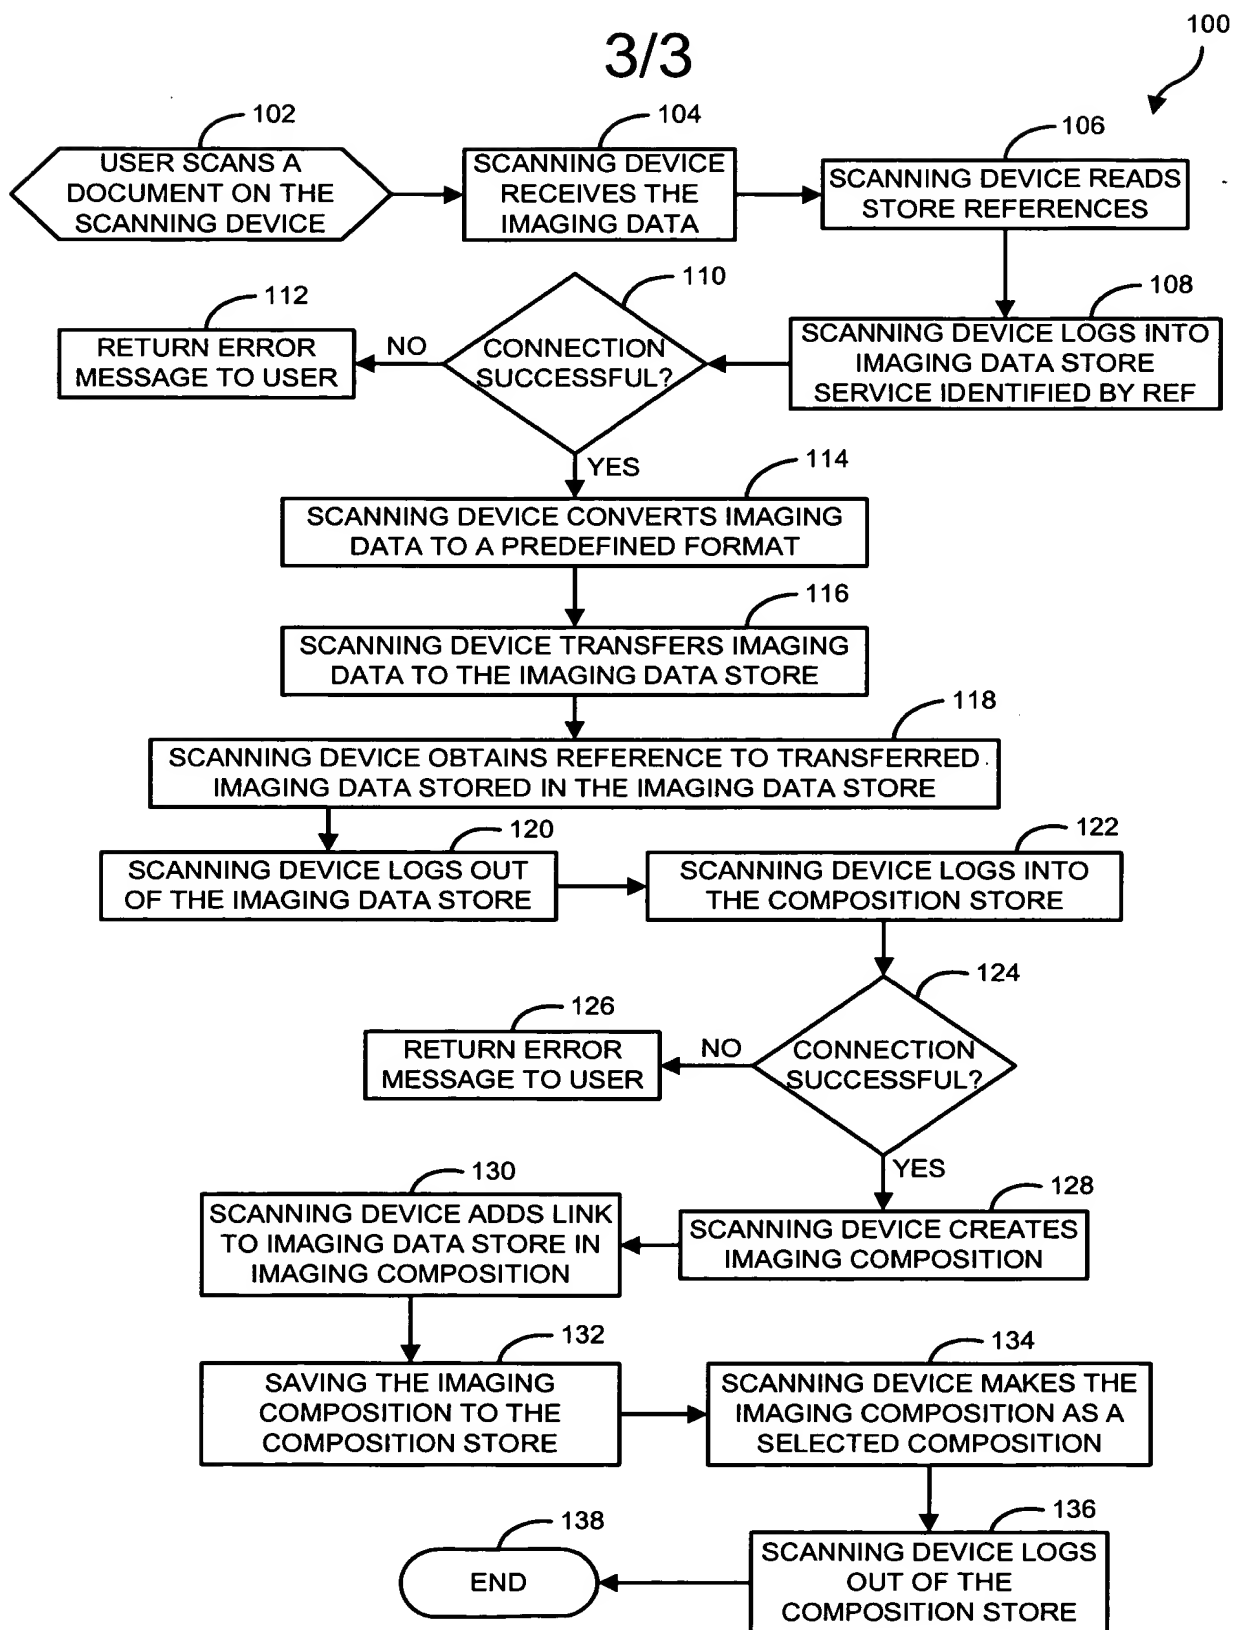 3/3
100
102
USER SCANS A
DOCUMENT ON THE
SCANNING DEVICE
104
SCANNING DEVICE
RECEIVES THE
IMAGING DATA
106
SCANNING DEVICE READS
STORE REFERENCES
108
SCANNING DEVICE LOGS INTO
IMAGING DATA STORE
SERVICE IDENTIFIED BY REF
110
CONNECTION
SUCCESSFUL?
NO
112
RETURN ERROR
MESSAGE TO USER
YES
114
SCANNING DEVICE CONVERTS IMAGING
DATA TO A PREDEFINED FORMAT
116
SCANNING DEVICE TRANSFERS IMAGING
DATA TO THE IMAGING DATA STORE
118
SCANNING DEVICE OBTAINS REFERENCE TO TRANSFERRED
IMAGING DATA STORED IN THE IMAGING DATA STORE
120
SCANNING DEVICE LOGS OUT
OF THE IMAGING DATA STORE
122
SCANNING DEVICE LOGS INTO
THE COMPOSITION STORE
124
CONNECTION
SUCCESSFUL?
NO
126
RETURN ERROR
MESSAGE TO USER
YES
128
SCANNING DEVICE CREATES
IMAGING COMPOSITION
130
SCANNING DEVICE ADDS LINK
TO IMAGING DATA STORE IN
IMAGING COMPOSITION
132
SAVING THE IMAGING
COMPOSITION TO THE
COMPOSITION STORE
134
SCANNING DEVICE MAKES THE
IMAGING COMPOSITION AS A
SELECTED COMPOSITION
136
SCANNING DEVICE LOGS
OUT OF THE
COMPOSITION STORE
138
END